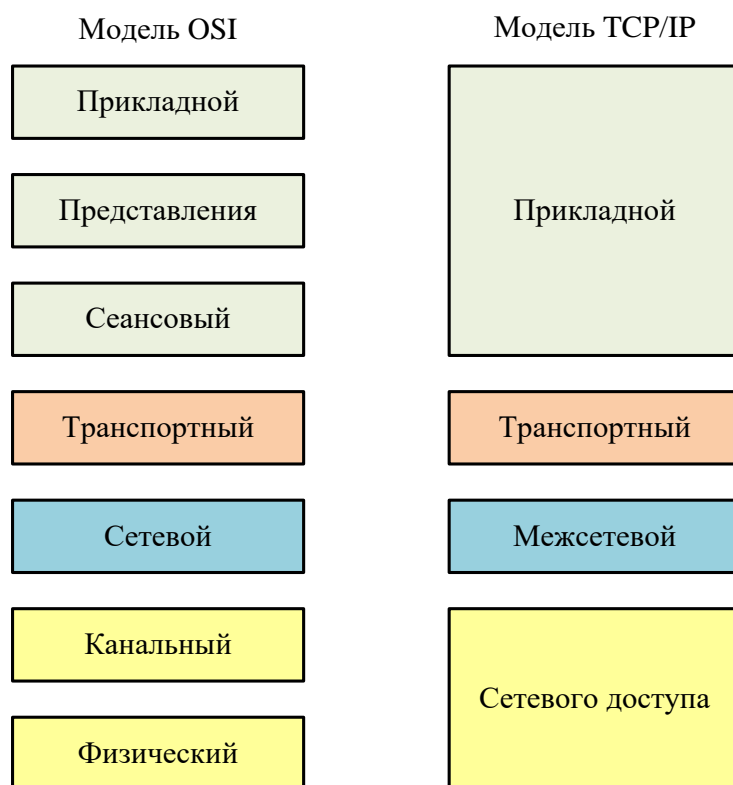 Модель OSI
Прикладной
Представления
Сеансовый
Транспортный
Сетевой
Канальный
Физический
Модель TCP/IP
Прикладной
Транспортный
Межсетевой
Сетевого доступа